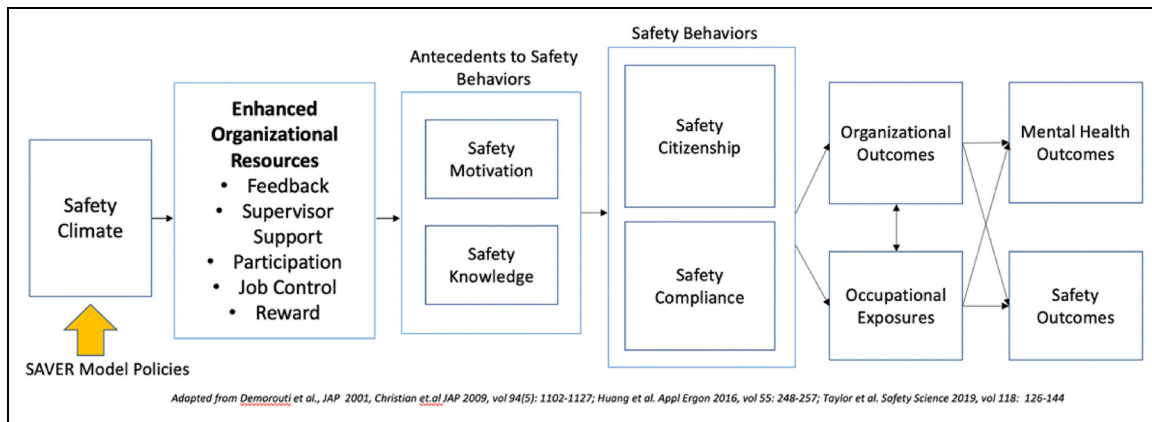 Safety
Climate
SAVER Model Policies
Enhanced
Organizational
Resources
• Feedback
• Supervisor
Support
• Participation
• Job Control
• Reward
Antecedents to Safety
Behaviors
Safety
Motivation
Safety
Knowledge
Safety Behaviors
Safety
Citizenship
Safety
Compliance
Organizational
Outcomes
Occupational
Exposures
Mental Health
Outcomes
Safety
Outcomes
Adapted from Demorouti et al., JAP 2001, Christian et.al JAP 2009, vol 94(5): 1102-1127; Huang et al. Appl Ergon 2016, vol 55: 248-257; Taylor et al. Safety Science 2019, vol 118: 126-144